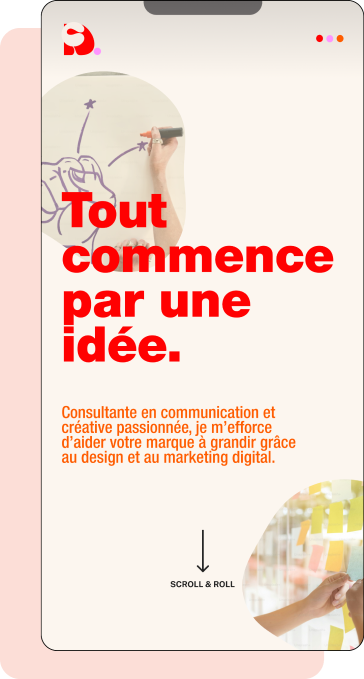 Tout
commence
par une
idée.
Consultante en communication et
créative passionnée, je m’efforce
d’aider votre marque à grandir grâce
au design et au marketing digital.
SCROLL & ROLL